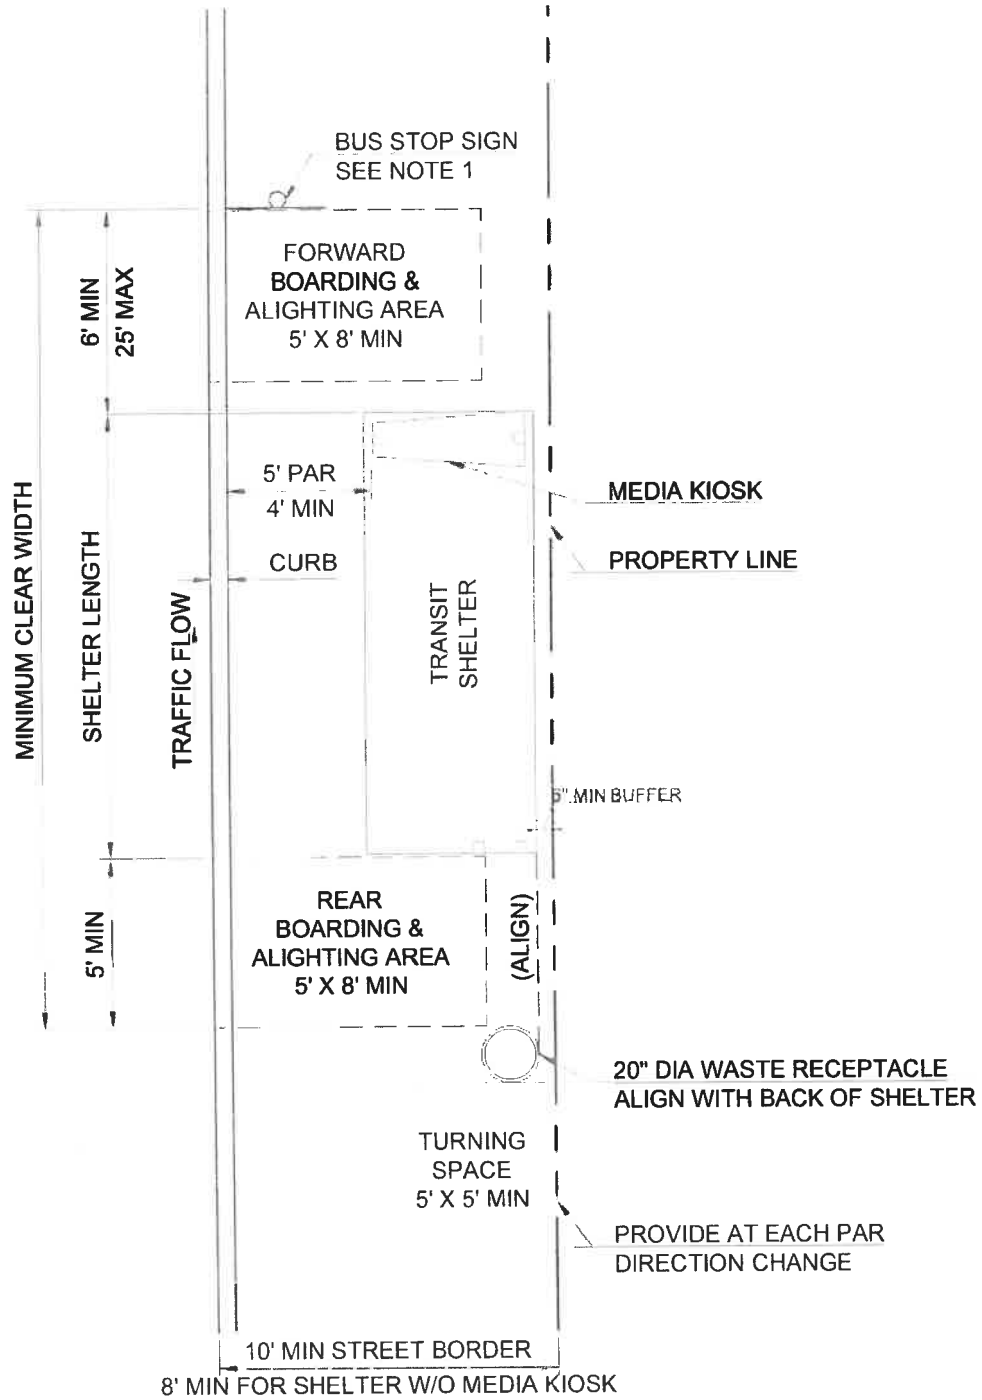 BUS STOP SIGN
SEE NOTE 1
FORWARD
BOARDING &
ALIGHTING AREA
5' X 8' MIN
6' MIN
25' MAX
5' PAR
4' MIN
MEDIA KIOSK
CURB
PROPERTY LINE
MINIMUM CLEAR WIDTH
SHELTER LENGTH
TRAFFIC FLOW
TRANSIT
SHELTER
MIN BUFFER
REAR
BOARDING &
ALIGHTING AREA
5' X 8' MIN
(ALIGN)
5' MIN
20" DIA WASTE RECEPTACLE
ALIGN WITH BACK OF SHELTER
TURNING
SPACE
5' X 5' MIN
PROVIDE AT EACH PAR
DIRECTION CHANGE
10' MIN STREET BORDER
8' MIN FOR SHELTER W/O MEDIA KIOSK